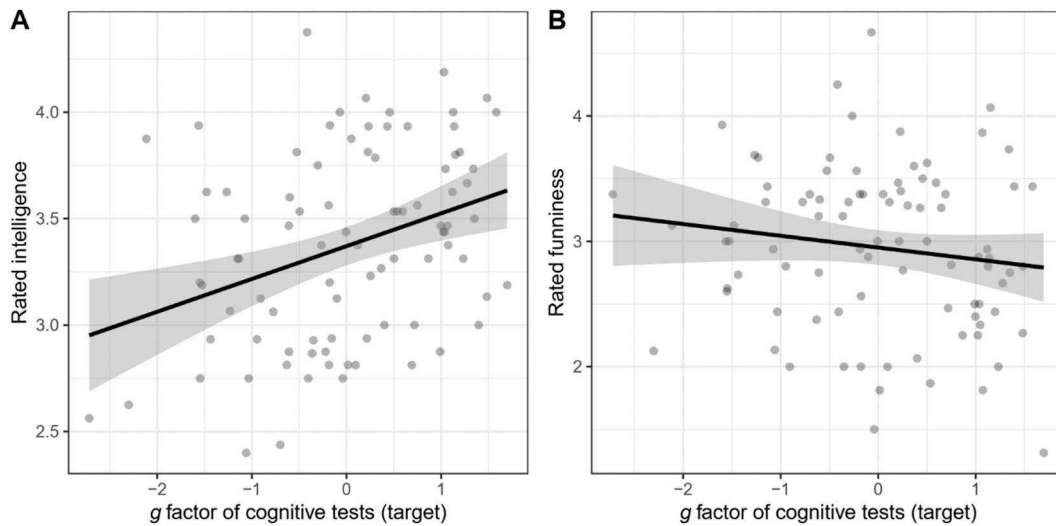 A
Rated intelligence
4.0
3.5
3.0
2.5
−2
−1
0
1
g factor of cognitive tests (target)
B
Rated funniness
4
3
2
−2
−1
0
1
g factor of cognitive tests (target)